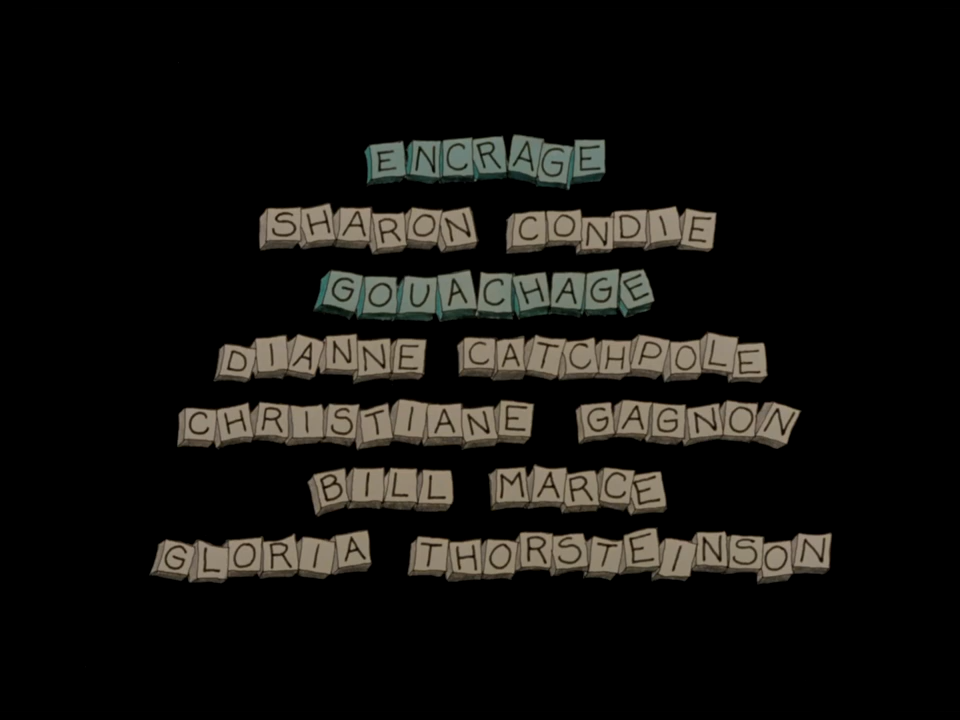 ENCRAGE
SHARON CONDIE
GOUACHAGE
DIANNE CATCHPOLE
CHRISTIANE GAGNON
BILL MARCE
GLORIA THORSTEINSON